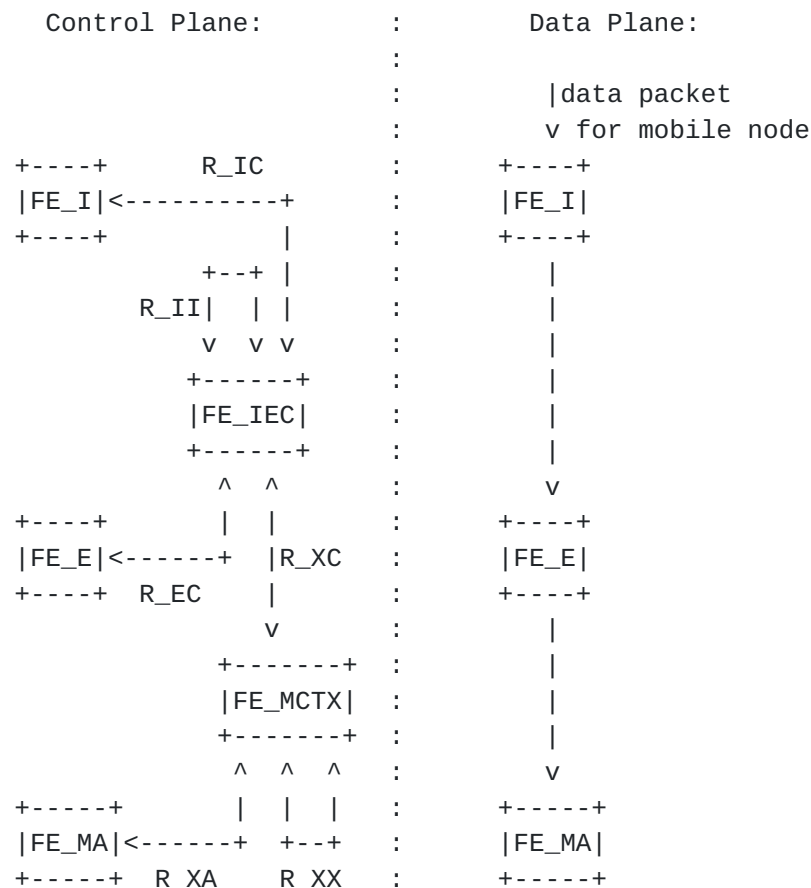 Control Plane:        :        Data Plane:
                        :
                        :         |data packet
                        :         v for mobile node
+----+      R_IC        :      +----+
|FE_I|<----------+      :      |FE_I|
+----+           |      :      +----+
            +--+ |      :         |
        R_II|  | |      :         |
            v  v v      :         |
           +------+     :         |
           |FE_IEC|     :         |
           +------+     :         |
             ^  ^       :         v
+----+       |  |       :      +----+
|FE_E|<------+  |R_XC   :      |FE_E|
+----+  R_EC    |       :      +----+
                v       :         |
             +-------+  :         |
             |FE_MCTX|  :         |
             +-------+  :         |
              ^  ^  ^   :         v
+-----+       |  |  |   :      +-----+
|FE_MA|<------+  +--+   :      |FE_MA|
+-----+  R_XA    R_XX   :      +-----+